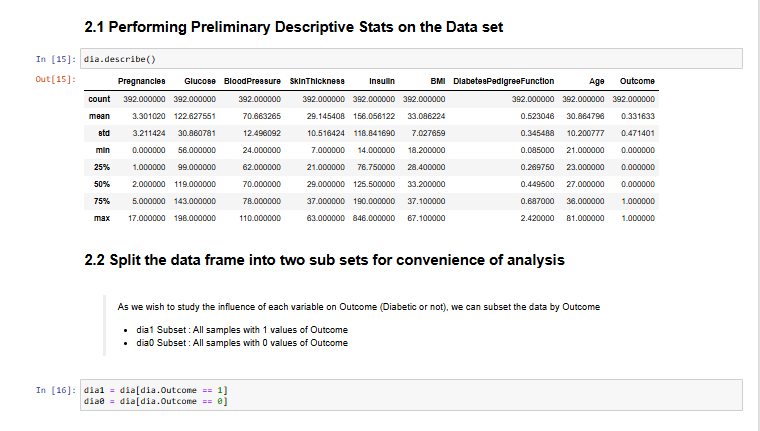 2.1 Performing Preliminary Descriptive Stats on the Data set
In [15]: dia.describe()
Out[15]:
Pregnancies Glucose BloodPressure SkinThickness Insulin BMI DiabetesPedigreeFunction Age Outcome
count 392.000000 392.000000 392.000000 392.000000 392.000000 392.000000 392.000000 392.000000 392.000000
mean 3.301020 122.627551 70.663265 29.145408 156.056122 33.086224 0.523046 30.864796 0.331633
std 3.211424 30.860781 12.496092 10.516424 118.841690 7.027659 0.345488 10.200777 0.471401
min 0.000000 56.000000 24.000000 7.000000 14.000000 18.200000 0.085000 21.000000 0.000000
25% 1.000000 99.000000 62.000000 21.000000 76.750000 28.400000 0.269750 23.000000 0.000000
50% 2.000000 119.000000 70.000000 29.000000 125.500000 33.200000 0.449500 27.000000 0.000000
75% 5.000000 143.000000 78.000000 37.000000 190.000000 37.100000 0.687000 36.000000 1.000000
max 17.000000 198.000000 110.000000 63.000000 846.000000 67.100000 2.420000 81.000000 1.000000
2.2 Split the data frame into two sub sets for convenience of analysis
As we wish to study the influence of each variable on Outcome (Diabetic or not), we can subset the data by Outcome
• dia1 Subset : All samples with 1 values of Outcome
• dia0 Subset : All samples with 0 values of Outcome
In [16]: dia1 = dia[dia.Outcome == 1]
dia0 = dia[dia.Outcome == 0]